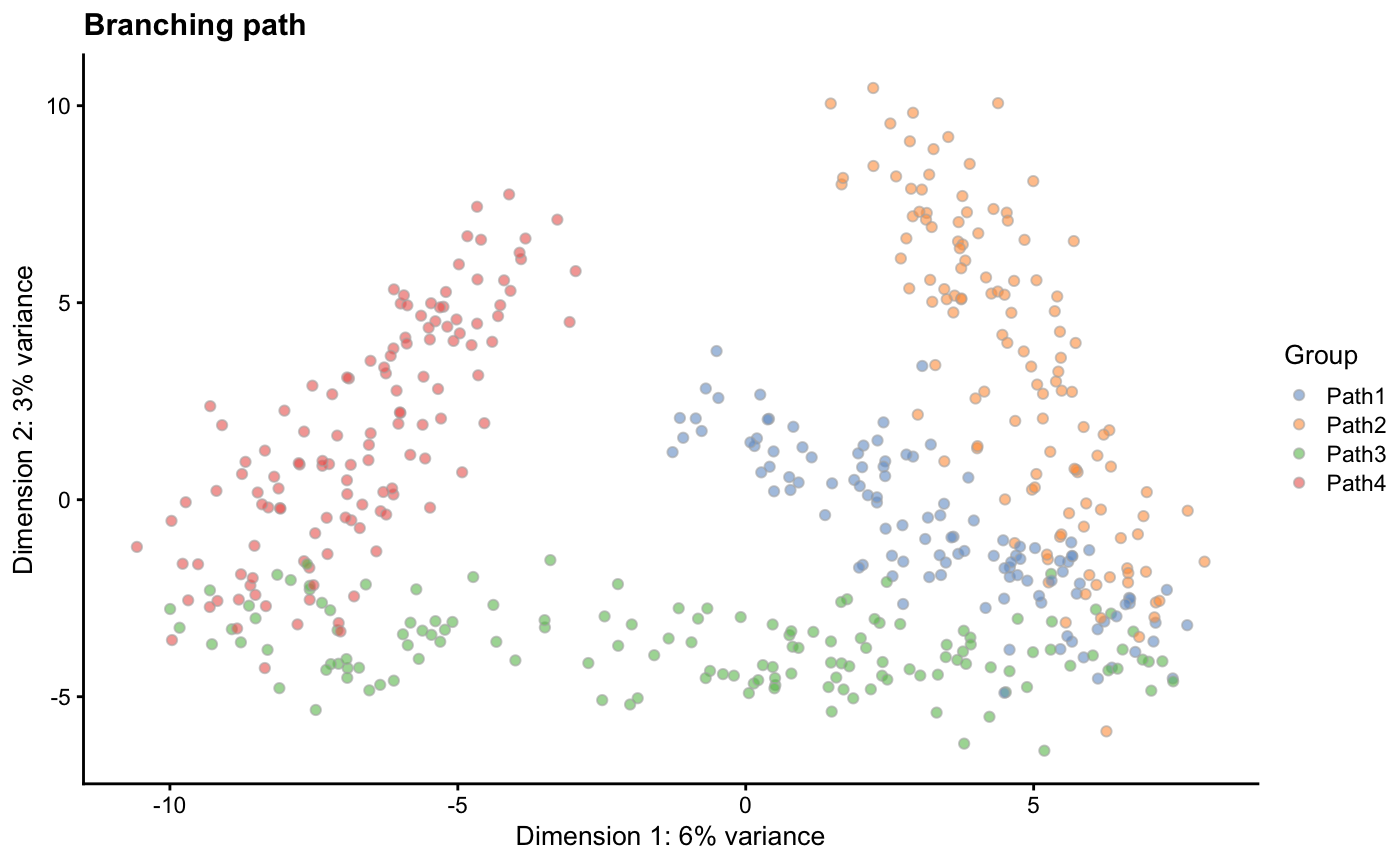 Branching path
Dimension 2: 3% variance
10
5
0
-5
-10
-5
0
5
Dimension 1: 6% variance
Group
Path1
Path2
Path3
Path4